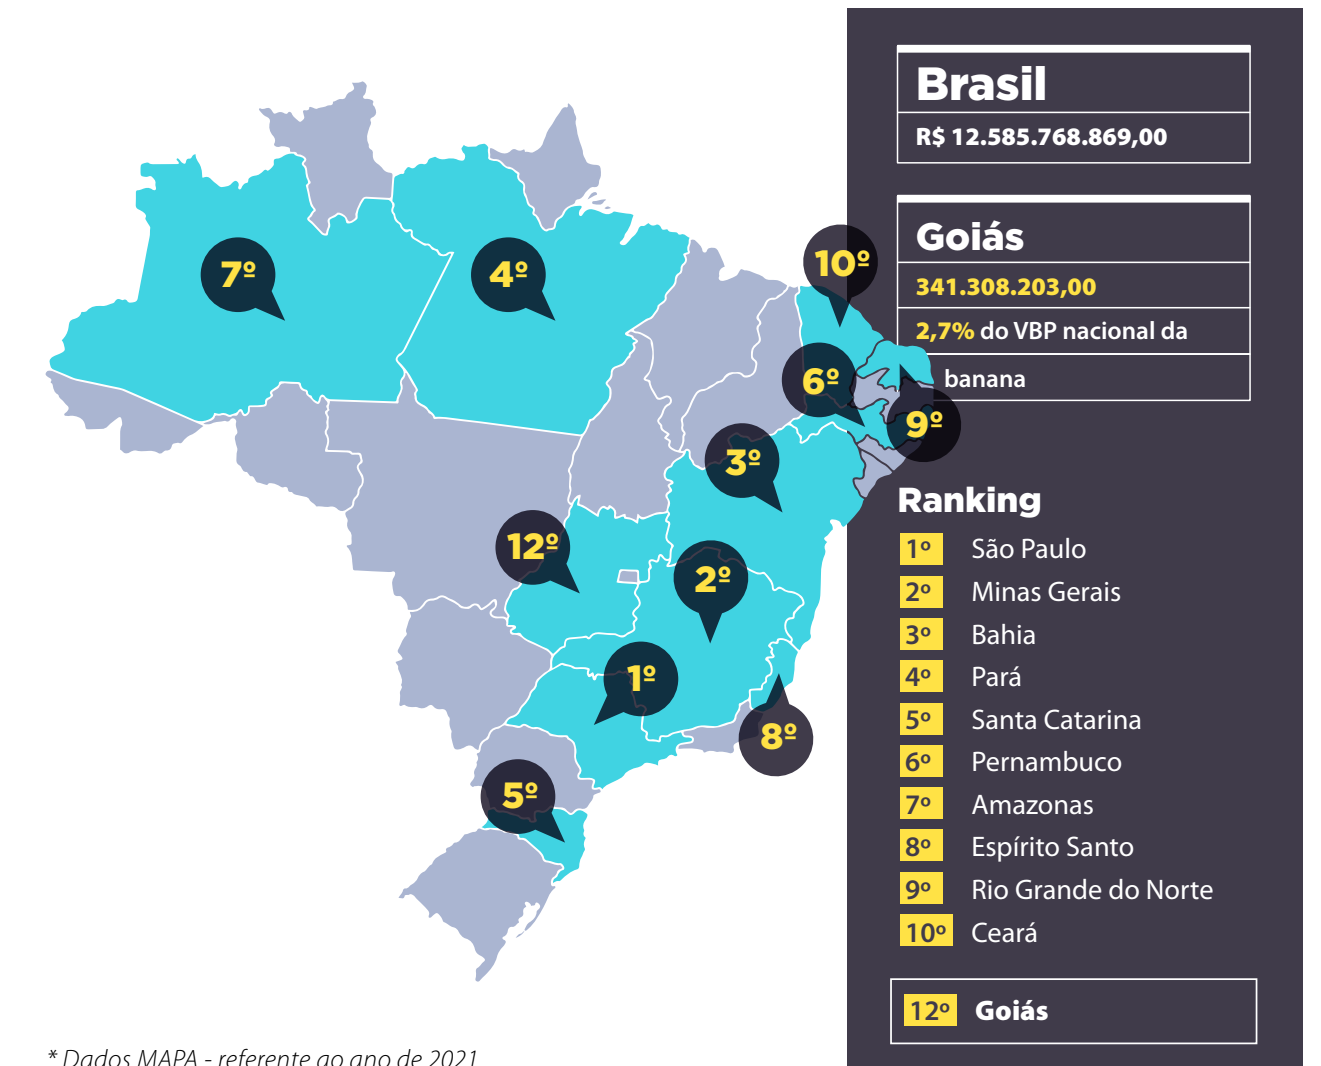 Brasil
R$ 12.585.768.869,00
Goiás
341.308.203,00
2,7% do VBP nacional da
banana
10º
7º
4º
6º
9º
3º
12º
2º
1º
8º
5º
Ranking
1º São Paulo
2º Minas Gerais
3º Bahia
4º Pará
5º Santa Catarina
6º Pernambuco
7º Amazonas
8º Espírito Santo
9º Rio Grande do Norte
10º Ceará
12º Goiás
* Dados MAPA - referente ao ano de 2021